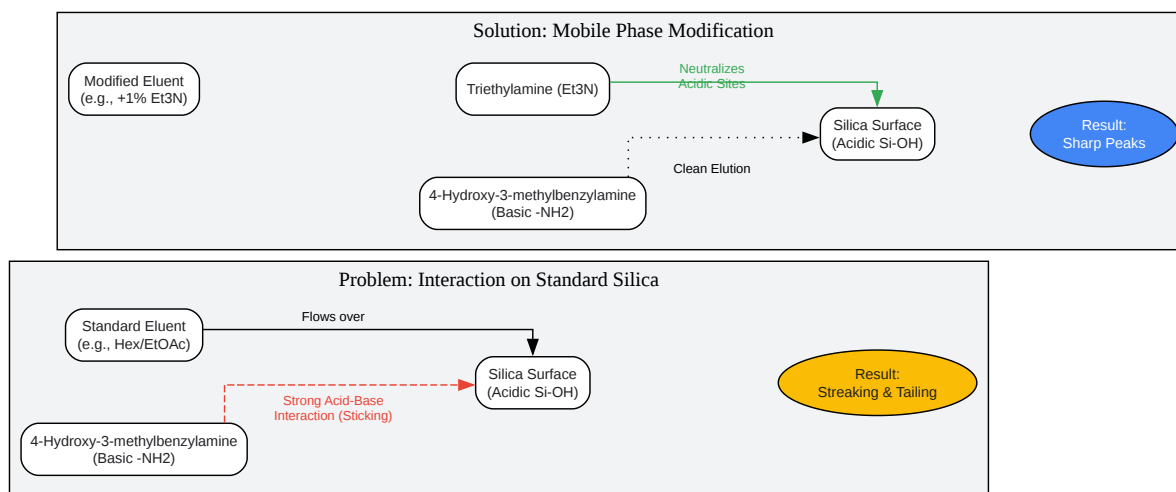 Solution: Mobile Phase Modification
Modified Eluent
(e.g., +1% Et3N)
Triethylamine (Et3N)
Neutralizes
Acidic Sites
Silica Surface
(Acidic Si-OH)
Result:
Sharp Peaks
Clean Elution
4-Hydroxy-3-methylbenzylamine
(Basic -NH2)
Problem: Interaction on Standard Silica
Standard Eluent
(e.g., Hex/EtOAc)
Flows over
Silica Surface
(Acidic Si-OH)
Result:
Streaking & Tailing
Strong Acid-Base
Interaction (Sticking)
4-Hydroxy-3-methylbenzylamine
(Basic -NH2)